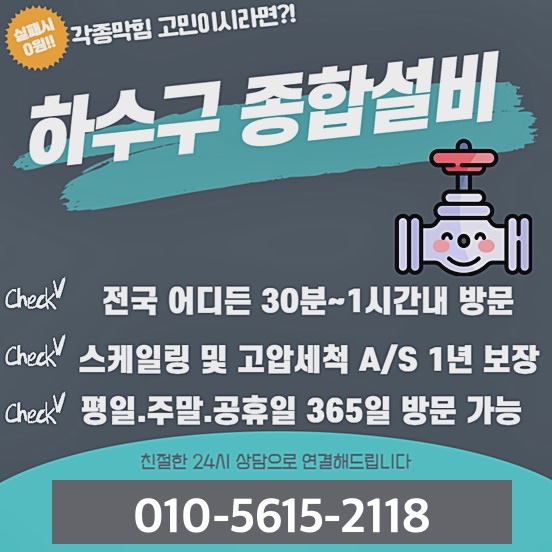 실패시
0원!!
각종막힘 고민이시라면?!
하수구 종합설비
Check 전국 어디든 30분~1시간내 방문
Check 스케일링 및 고압세척 A/S 1년 보장
Check 평일.주말.공휴일 365일 방문 가능
친절한 24시 상담으로 연결해드립니다
010-5615-2118